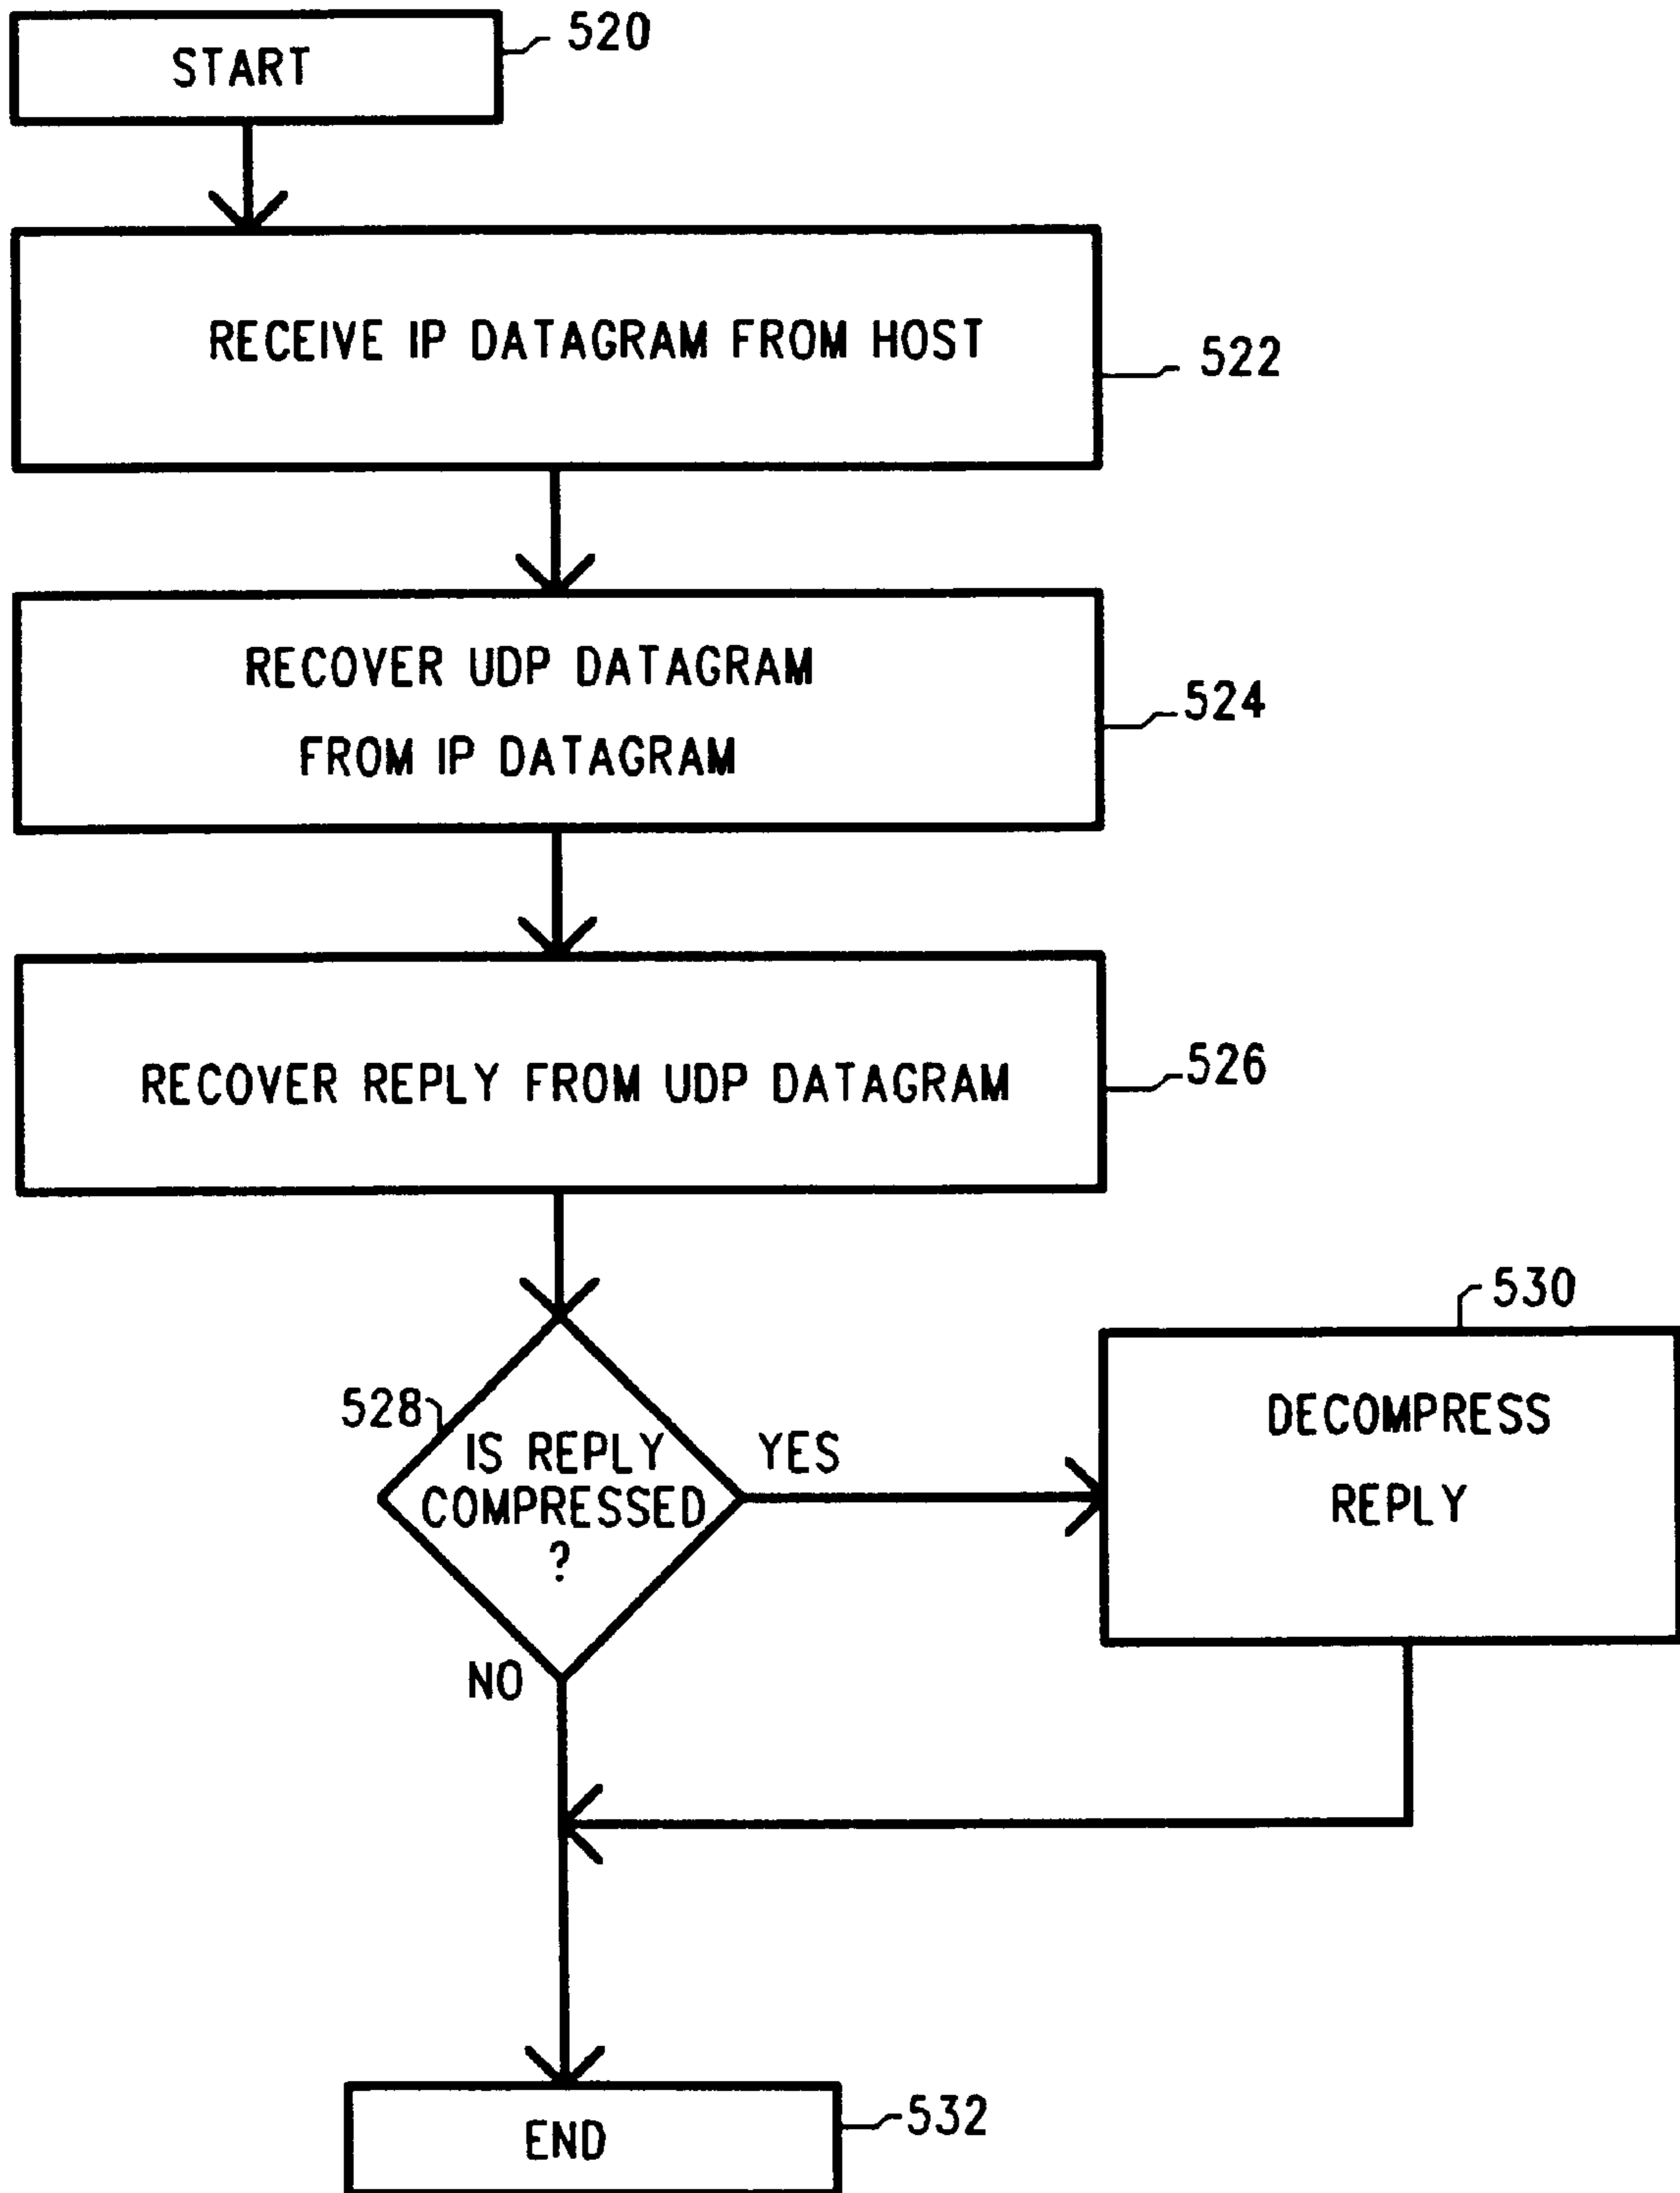 START
520
RECEIVE IP DATAGRAM FROM HOST
522
RECOVER UDP DATAGRAM
FROM IP DATAGRAM
524
RECOVER REPLY FROM UDP DATAGRAM
526
528
IS REPLY
COMPRESSED
?
YES
530
DECOMPRESS
REPLY
NO
END
532